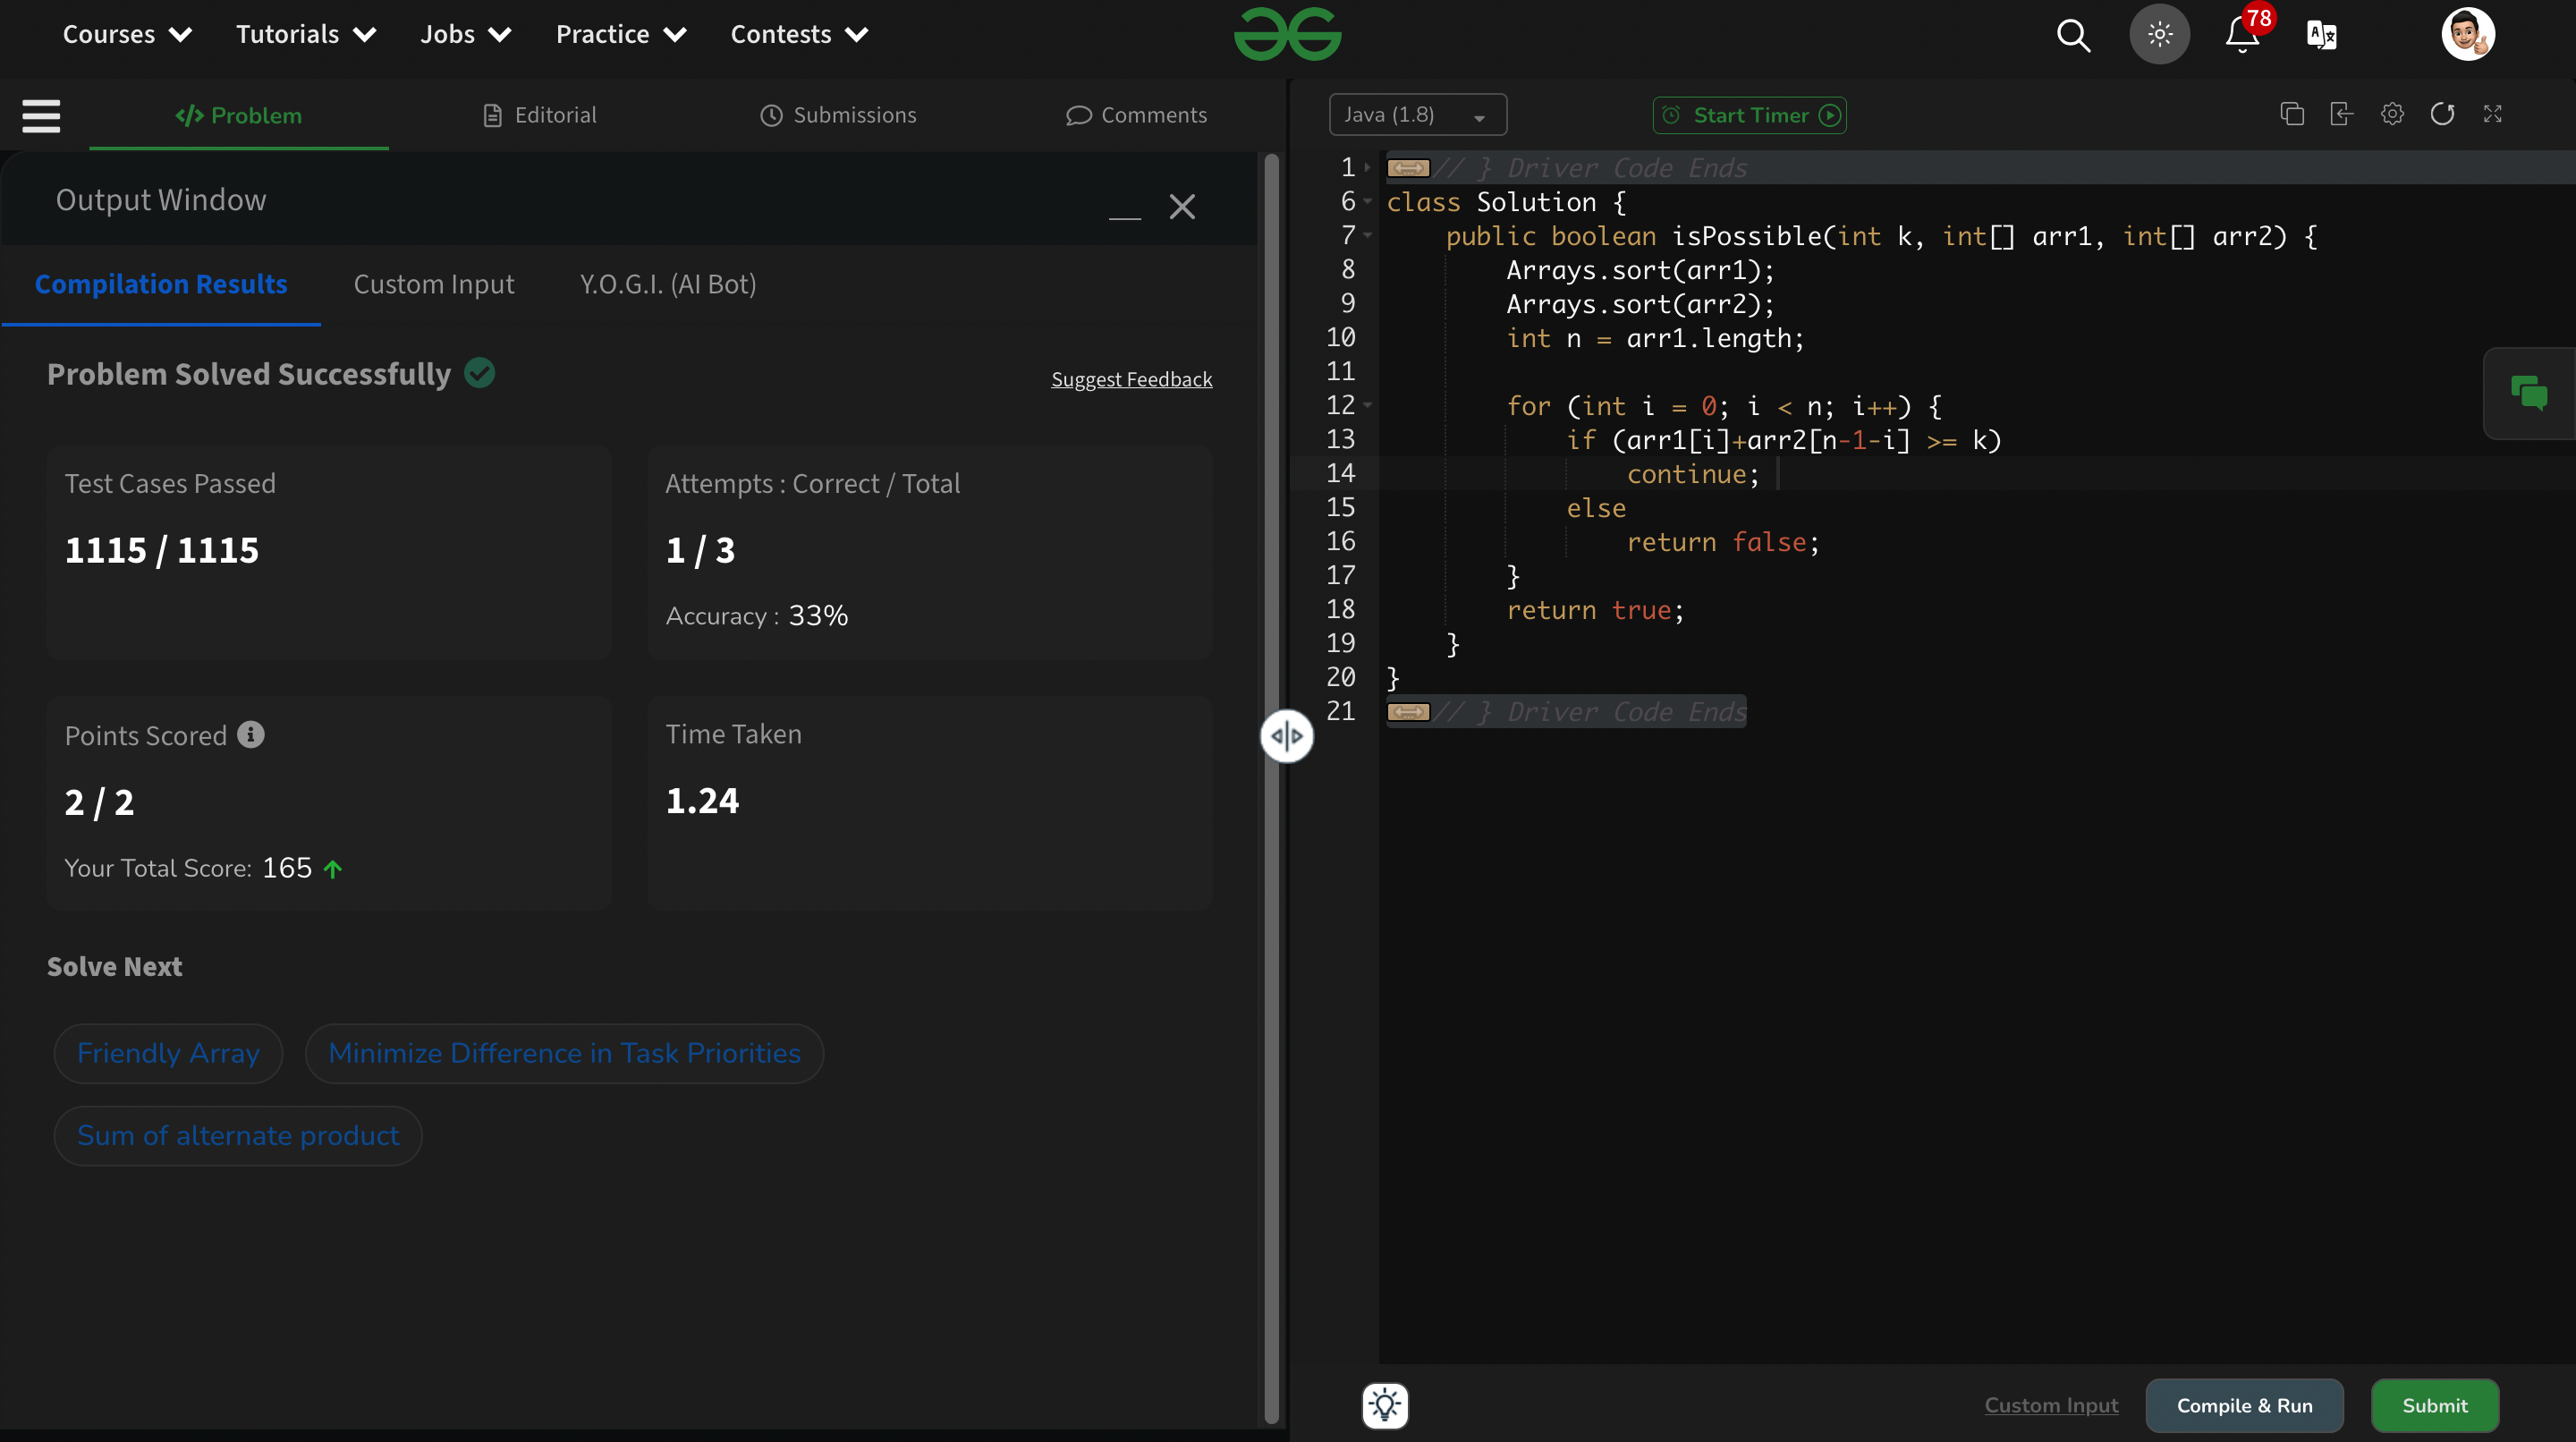 Courses Tutorials Jobs Practice Contests
78
Problem Editorial Submissions Comments
Output Window
Compilation Results Custom Input Y.O.G.I. (AI Bot)
Problem Solved Successfully
Suggest Feedback
Test Cases Passed
1115 / 1115
Attempts : Correct / Total
1 / 3
Accuracy : 33%
Points Scored
2 / 2
Your Total Score: 165
Time Taken
1.24
Solve Next
Friendly Array
Minimize Difference in Task Priorities
Sum of alternate product
Java (1.8)
Start Timer
1 // } Driver Code Ends
6 class Solution {
7 public boolean isPossible(int k, int[] arr1, int[] arr2) {
8 Arrays.sort(arr1);
9 Arrays.sort(arr2);
10 int n = arr1.length;
11
12 for (int i = 0; i < n; i++) {
13 if (arr1[i]+arr2[n-1-i] >= k)
14 continue;
15 else
16 return false;
17 }
18 return true;
19 }
20 }
21 // } Driver Code Ends
Custom Input Compile & Run Submit